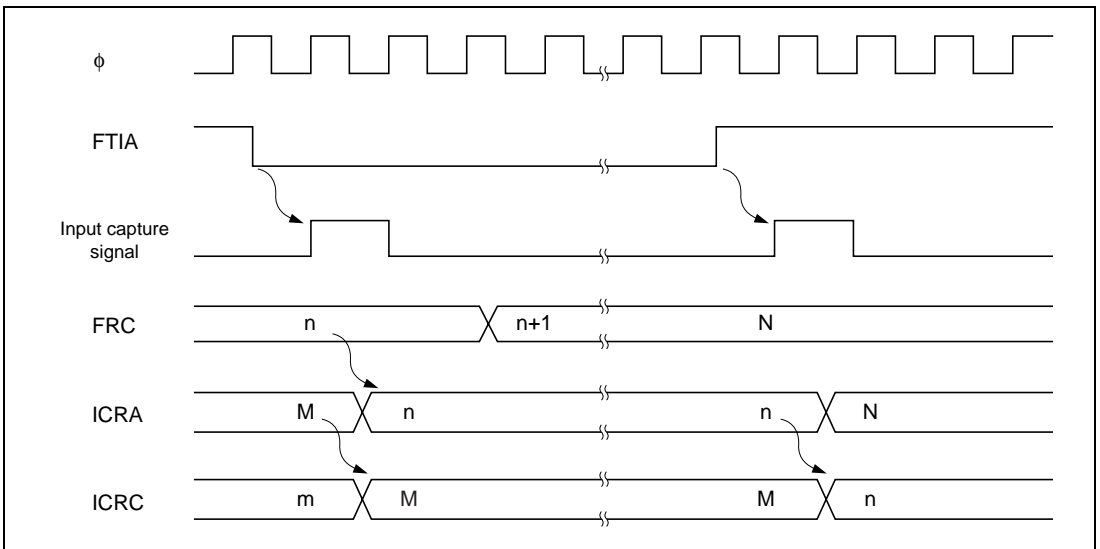 ϕ
FTIA
Input capture
signal
FRC n n+1 N
ICRA M n n N
ICRC m M M n